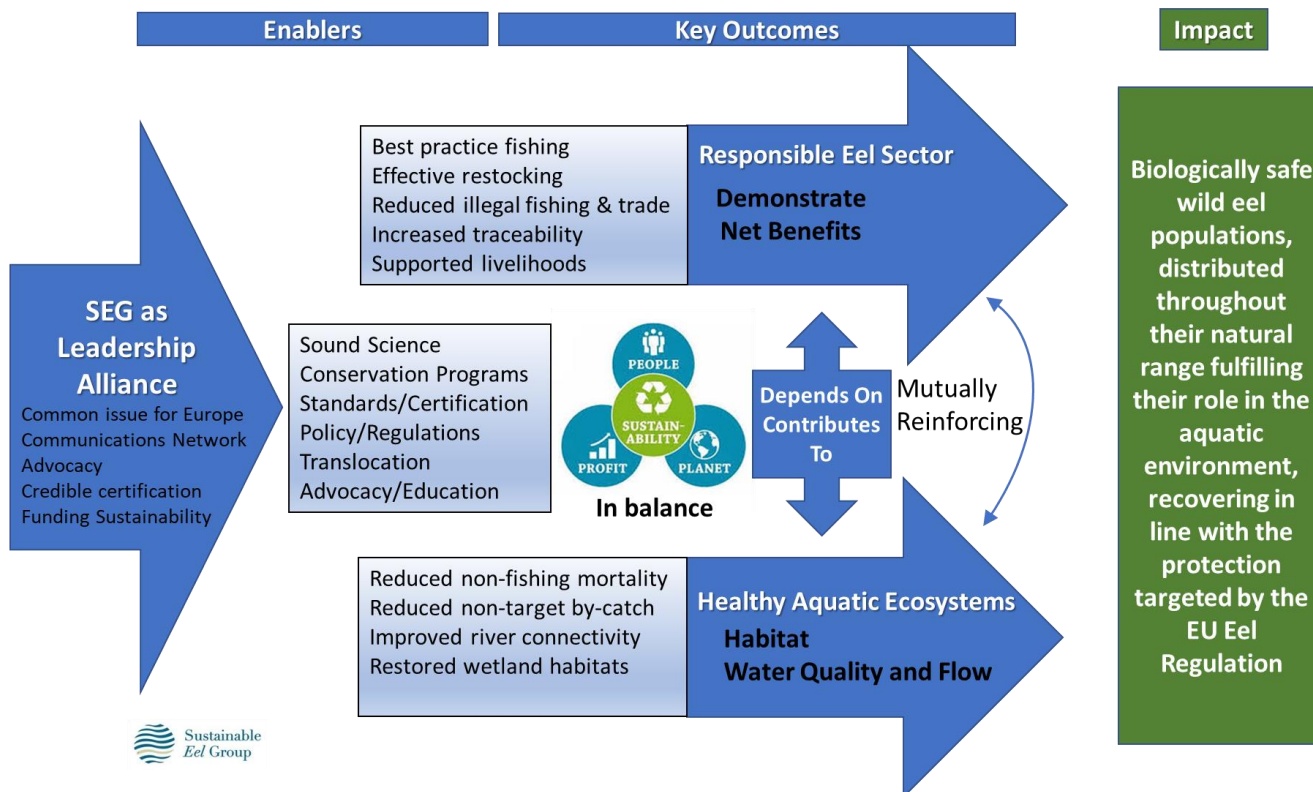 Enablers
Key Outcomes
Impact
SEG as
Leadership
Alliance
Common issue for Europe
Communications Network
Advocacy
Credible certification
Funding Sustainability
Best practice fishing
Effective restocking
Reduced illegal fishing & trade
Increased traceability
Supported livelihoods
Responsible Eel Sector
Demonstrate
Net Benefits
Sound Science
Conservation Programs
Standards/Certification
Policy/Regulations
Translocation
Advocacy/Education
PEOPLE
SUSTAIN-
ABILITY
PROFIT
PLANET
In balance
Depends On
Contributes
To
Mutually
Reinforcing
Reduced non-fishing mortality
Reduced non-target by-catch
Improved river connectivity
Restored wetland habitats
Healthy Aquatic Ecosystems
Habitat
Water Quality and Flow
Biologically safe
wild eel
populations,
distributed
throughout
their natural
range fulfilling
their role in the
aquatic
environment,
recovering in
line with the
protection
targeted by the
EU Eel
Regulation
Sustainable
Eel Group